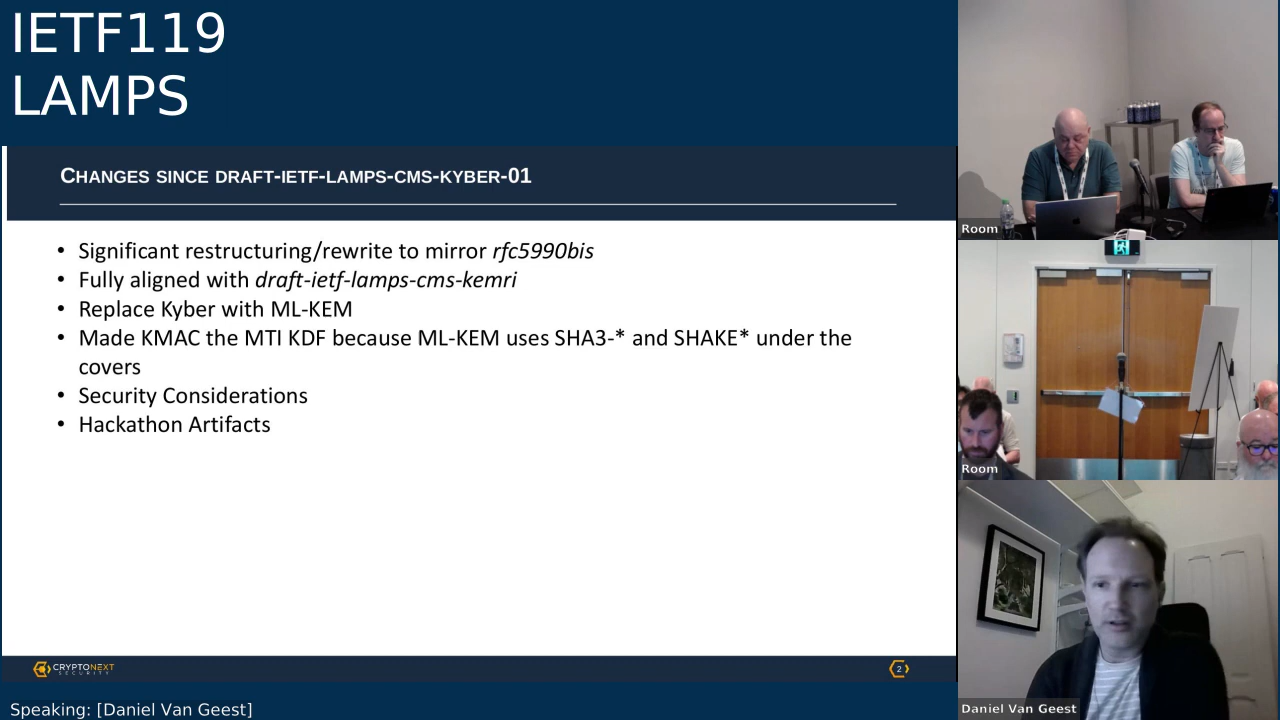 IETF119
LAMPS
CHANGES SINCE DRAFT-IETF-LAMPS-CMS-KYBER-01
• Significant restructuring/rewrite to mirror rfc5990bis
• Fully aligned with draft-ietf-lamps-cms-kemri
• Replace Kyber with ML-KEM
• Made KMAC the MTI KDF because ML-KEM uses SHA3-* and SHAKE* under the
covers
• Security Considerations
• Hackathon Artifacts
CRYPTONEXT
SECURITY
2
Speaking: [Daniel Van Geest]
Room
Room
Daniel Van Geest